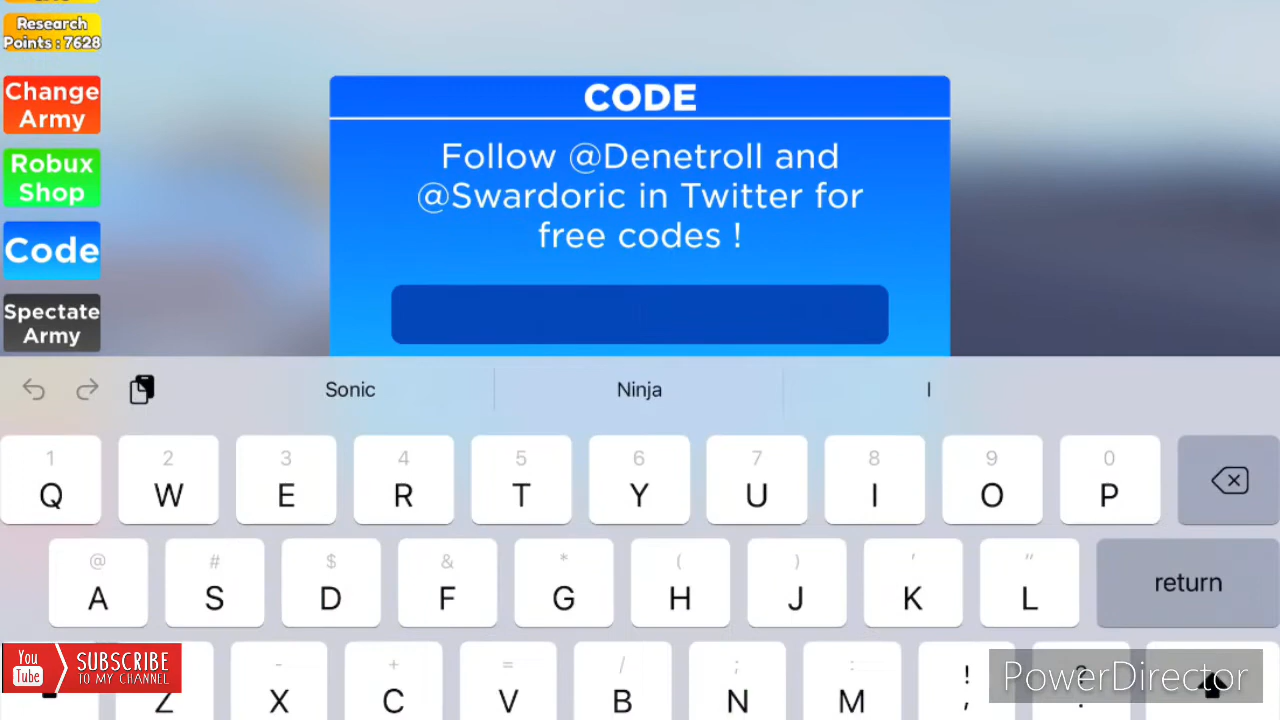 Research
Points : 7628
Change
Army
Robux
Shop
Code
Spectate
Army
CODE
Follow @Denetroll and
@Swardoric in Twitter for
free codes !
Sonic
Ninja
I
1 2 3 4 5 6 7 8 9 0
Q W E R T Y U I O P
@ # $ & * ( ) ' "
A S D F G H J K L
return
- + = / ; : ! ?
Z X C V B N M , .
You
Tube
SUBSCRIBE
TO MY CHANNEL
PowerDirector